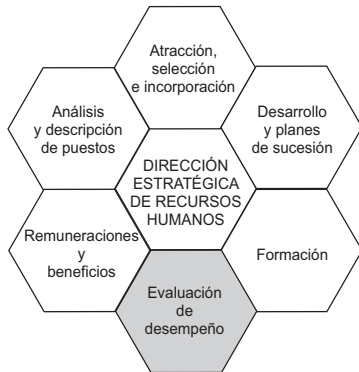 Atracción,
selección
e incorporación
Análisis
y descripción
de puestos
Desarrollo
y planes
de sucesión
DIRECCIÓN
ESTRATÉGICA
DE RECURSOS
HUMANOS
Remuneraciones
y
beneficios
Formación
Evaluación
de
desempeño